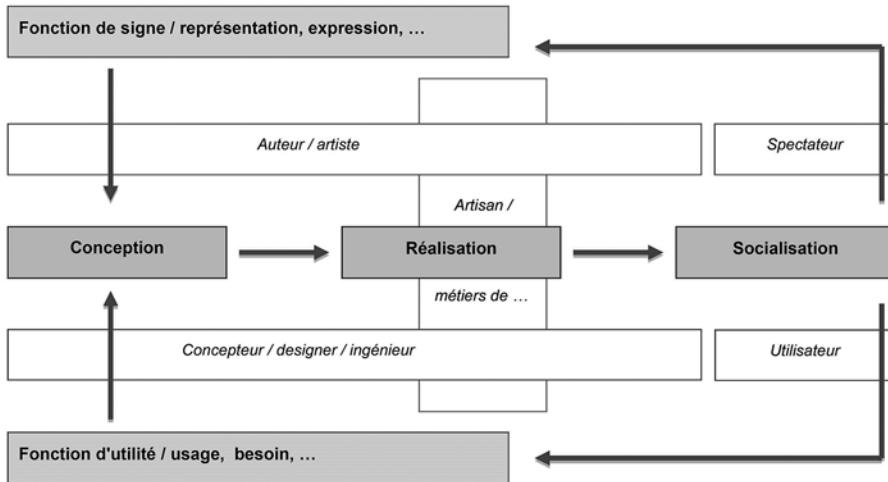 Fonction de signe / représentation, expression, …
Auteur / artiste
Spectateur
Artisan /
Conception
Réalisation
Socialisation
métiers de …
Concepteur / designer / ingénieur
Utilisateur
Fonction d'utilité / usage, besoin, …